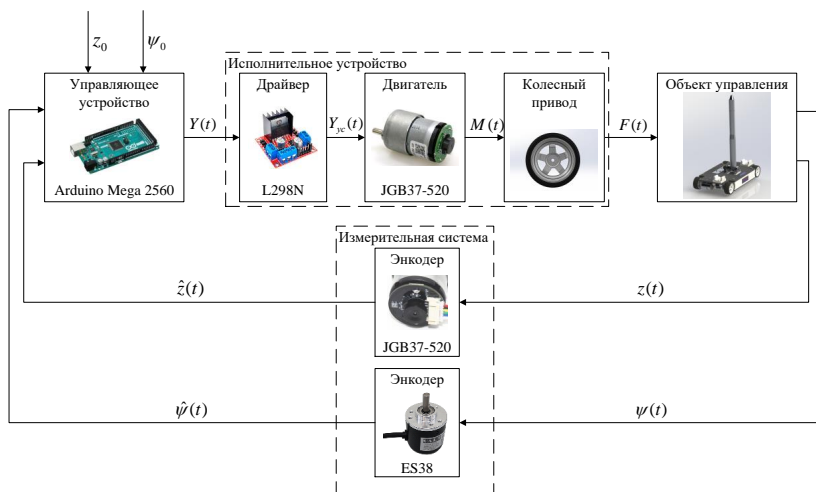 z₀
ψ₀
Исполнительное устройство
Управляющее
устройство
Arduino Mega 2560
Y(t)
Драйвер
L298N
Y_ус(t)
Двигатель
JGB37-520
M(t)
Колесный
привод
F(t)
Объект управления
Измерительная система
Энкодер
JGB37-520
ẑ(t)
z(t)
Энкодер
ES38
ψ̂(t)
ψ(t)